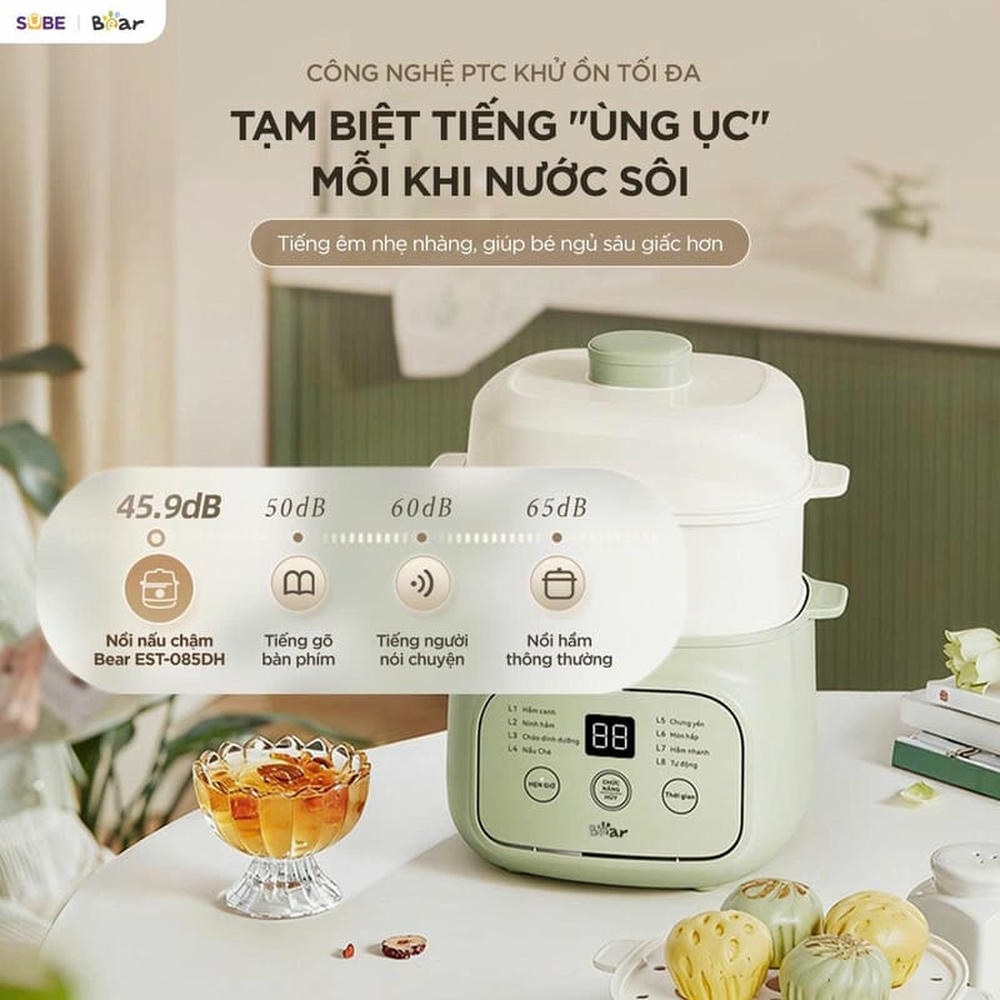 SUBE | Bear
CÔNG NGHỆ PTC KHỬ ỒN TỐI ĐA
TẠM BIỆT TIẾNG "ÙNG ỤC"
MỖI KHI NƯỚC SÔI
Tiếng êm nhẹ nhàng, giúp bé ngủ sâu giấc hơn
45.9dB
50dB
60dB
65dB
Nồi nấu chậm
Bear EST-085DH
Tiếng gõ
bàn phím
Tiếng người
nói chuyện
Nồi hầm
thông thường
L1 Hầm canh
L2 Ninh hầm
L3 Cháo dinh dưỡng
L4 Nấu Chè
88
L5 Chưng yến
L6 Món hấp
L7 Hầm nhanh
L8 Tự động
HẸN GIỜ
CHỨC
NĂNG
HỦY
Thời gian
Bear